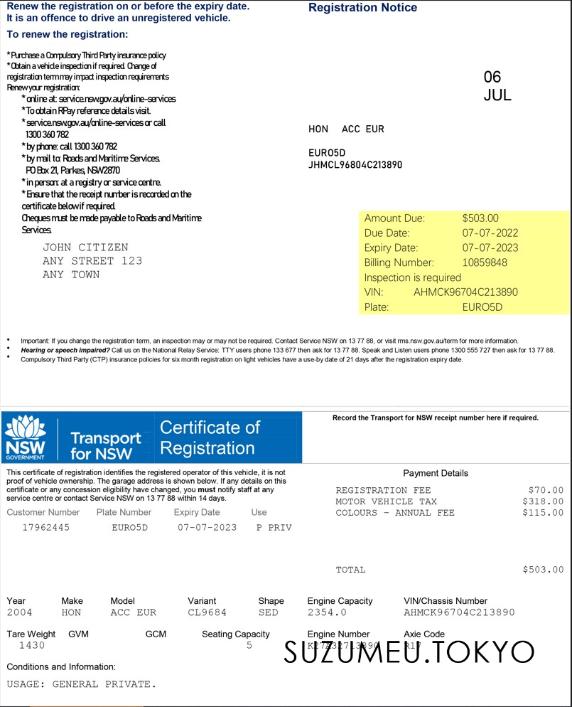 Renew the registration on or before the expiry date.
It is an offence to drive an unregistered vehicle.
To renew the registration:
*Purchase a Compulsory Third Party insurance policy
*Obtain a vehicle inspection if required. Change of
registration term may impact inspection requirements
Renew your registration:
*online at: service.nsw.gov.au/online-services
*To obtain RPay reference details visit.
*service.nsw.gov.au/online-services or call
1300 360 782
*by phone: call 1300 360 782
*by mail to: Roads and Maritime Services.
PO Box 21, Parkes, NSW2870
*in person: at a registry or service centre.
*Ensure that the receipt number is recorded on the
certificate below if required.
Cheques must be made payable to Roads and Maritime
Services.
JOHN CITIZEN
ANY STREET 123
ANY TOWN
Registration Notice
06
JUL
HON ACC EUR
EURO5D
JHMCL96804C213890
Amount Due: $503.00
Due Date: 07-07-2022
Expiry Date: 07-07-2023
Billing Number: 10859848
Inspection is required
VIN: AHMCK96704C213890
Plate: EURO5D
* Important: If you change the registration term, an inspection may or may not be required. Contact Service NSW on 13 77 88, or visit rms.nsw.gov.au/term for more information.
* Hearing or speech impaired? Call us on the National Relay Service: TTY users phone 133 677 then ask for 13 77 88. Speak and Listen users phone 1300 555 727 then ask for 13 77 88.
* Compulsory Third Party (CTP) insurance policies for six month registration on light vehicles have a use-by date of 21 days after the registration expiry date.
NSW
GOVERNMENT
Transport
for NSW
Certificate of
Registration
Record the Transport for NSW receipt number here if required.
This certificate of registration identifies the registered operator of this vehicle, it is not
proof of vehicle ownership. The garage address is shown below. If any details on this
certificate or any concession eligibility have changed, you must notify staff at any
service centre or contact Service NSW on 13 77 88 within 14 days.
Customer Number Plate Number Expiry Date Use
17962445 EURO5D 07-07-2023 P PRIV
Payment Details
REGISTRATION FEE $70.00
MOTOR VEHICLE TAX $318.00
COLOURS - ANNUAL FEE $115.00
TOTAL $503.00
Year Make Model Variant Shape Engine Capacity VIN/Chassis Number
2004 HON ACC EUR CL9684 SED 2354.0 AHMCK96704C213890
Tare Weight GVM GCM Seating Capacity Engine Number Axie Code
1430 5
SUZUMEU.TOKYO
Conditions and Information:
USAGE: GENERAL PRIVATE.